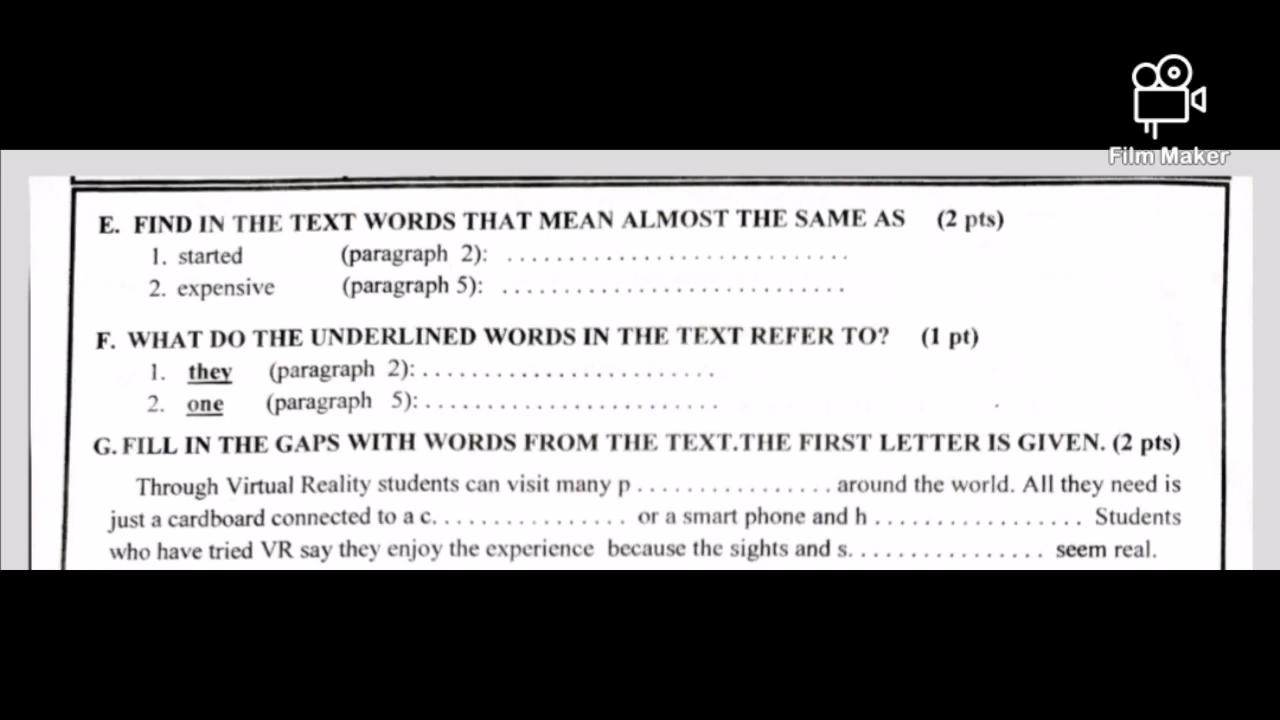 Film Maker
E. FIND IN THE TEXT WORDS THAT MEAN ALMOST THE SAME AS (2 pts)
1. started (paragraph 2): ............................
2. expensive (paragraph 5): ............................
F. WHAT DO THE UNDERLINED WORDS IN THE TEXT REFER TO? (1 pt)
1. they (paragraph 2): ........................
2. one (paragraph 5): ........................
G. FILL IN THE GAPS WITH WORDS FROM THE TEXT.THE FIRST LETTER IS GIVEN. (2 pts)
Through Virtual Reality students can visit many p ................ around the world. All they need is
just a cardboard connected to a c. ............... or a smart phone and h ................. Students
who have tried VR say they enjoy the experience because the sights and s. ............... seem real.